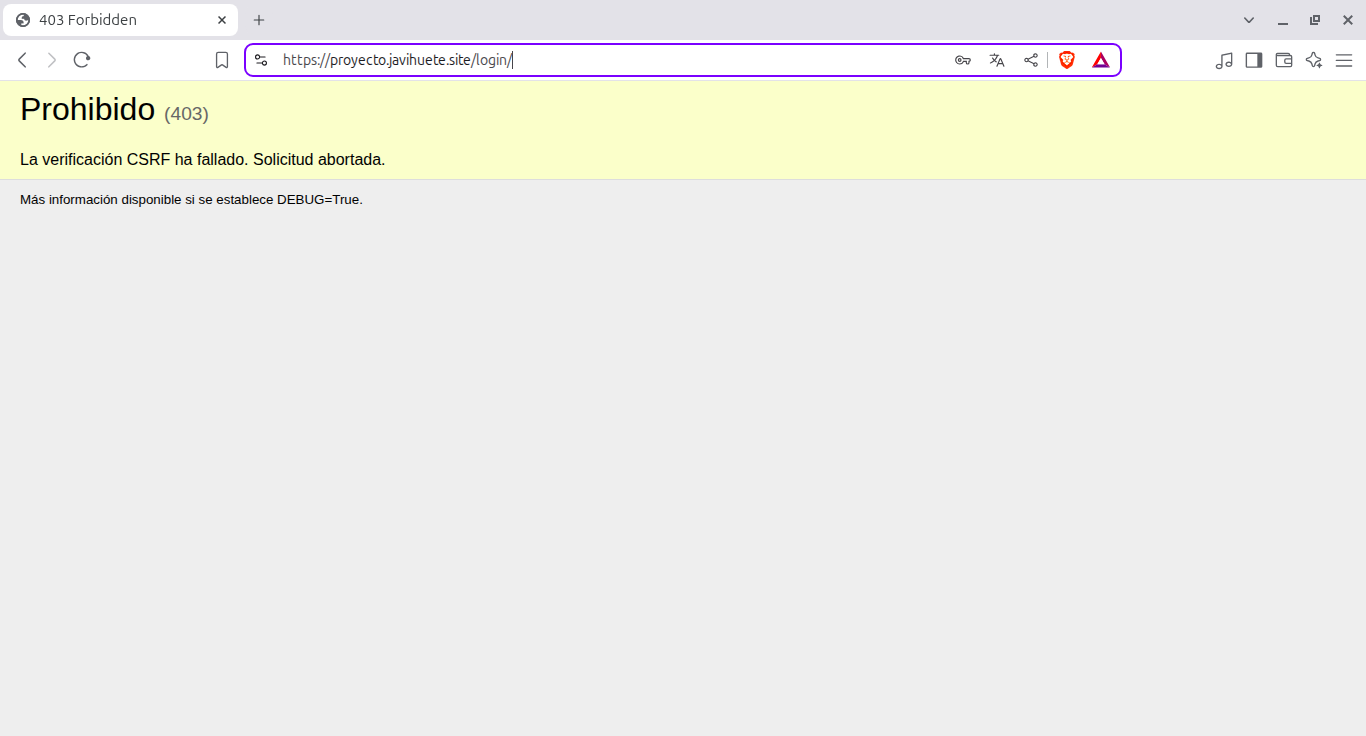 403 Forbidden
https://proyecto.javihuete.site/login/
Prohibido (403)
La verificación CSRF ha fallado. Solicitud abortada.
Más información disponible si se establece DEBUG=True.